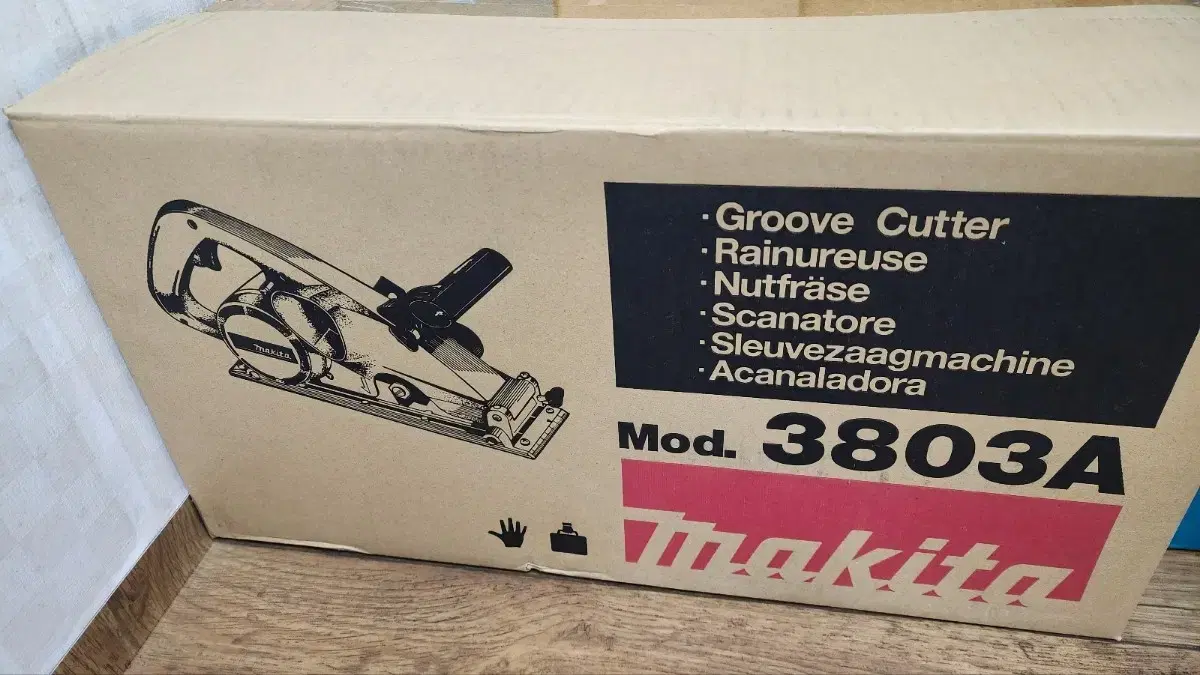 · Groove Cutter
· Rainureuse
· Nutfräse
· Scanatore
· Sleuvezaagmachine
· Acanaladora
Mod. 3803A
makita
makita